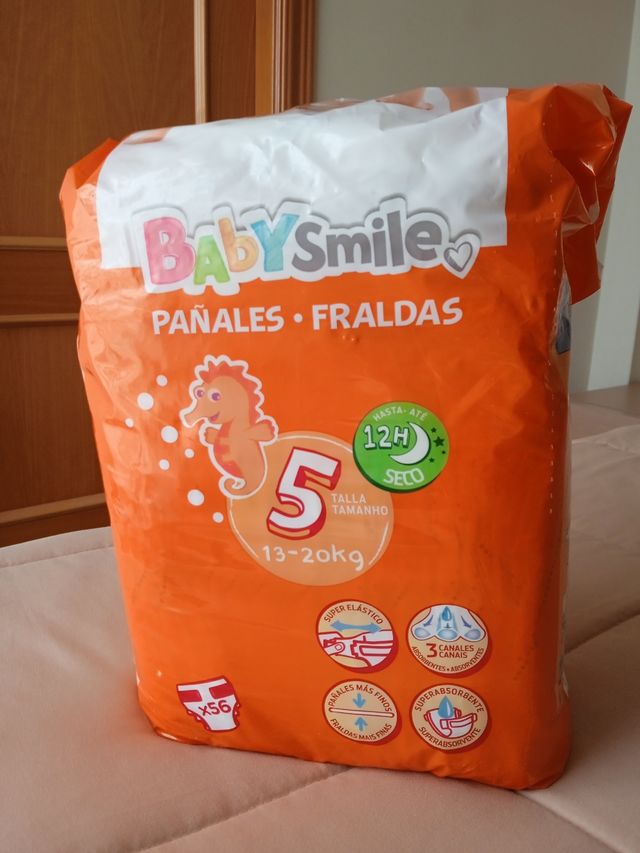 BABYSmile
PAÑALES • FRALDAS
HASTA • ATÉ
12H
SECO
5
TALLA
TAMANHO
13-20kg
SUPER ELÁSTICO
3 CANALES
CANAIS
ABSORBENTES • ABSORVENTES
X56
PAÑALES MÁS FINOS
FRALDAS MAIS FINAS
SUPERABSORBENTE
SUPERABSORVENTE